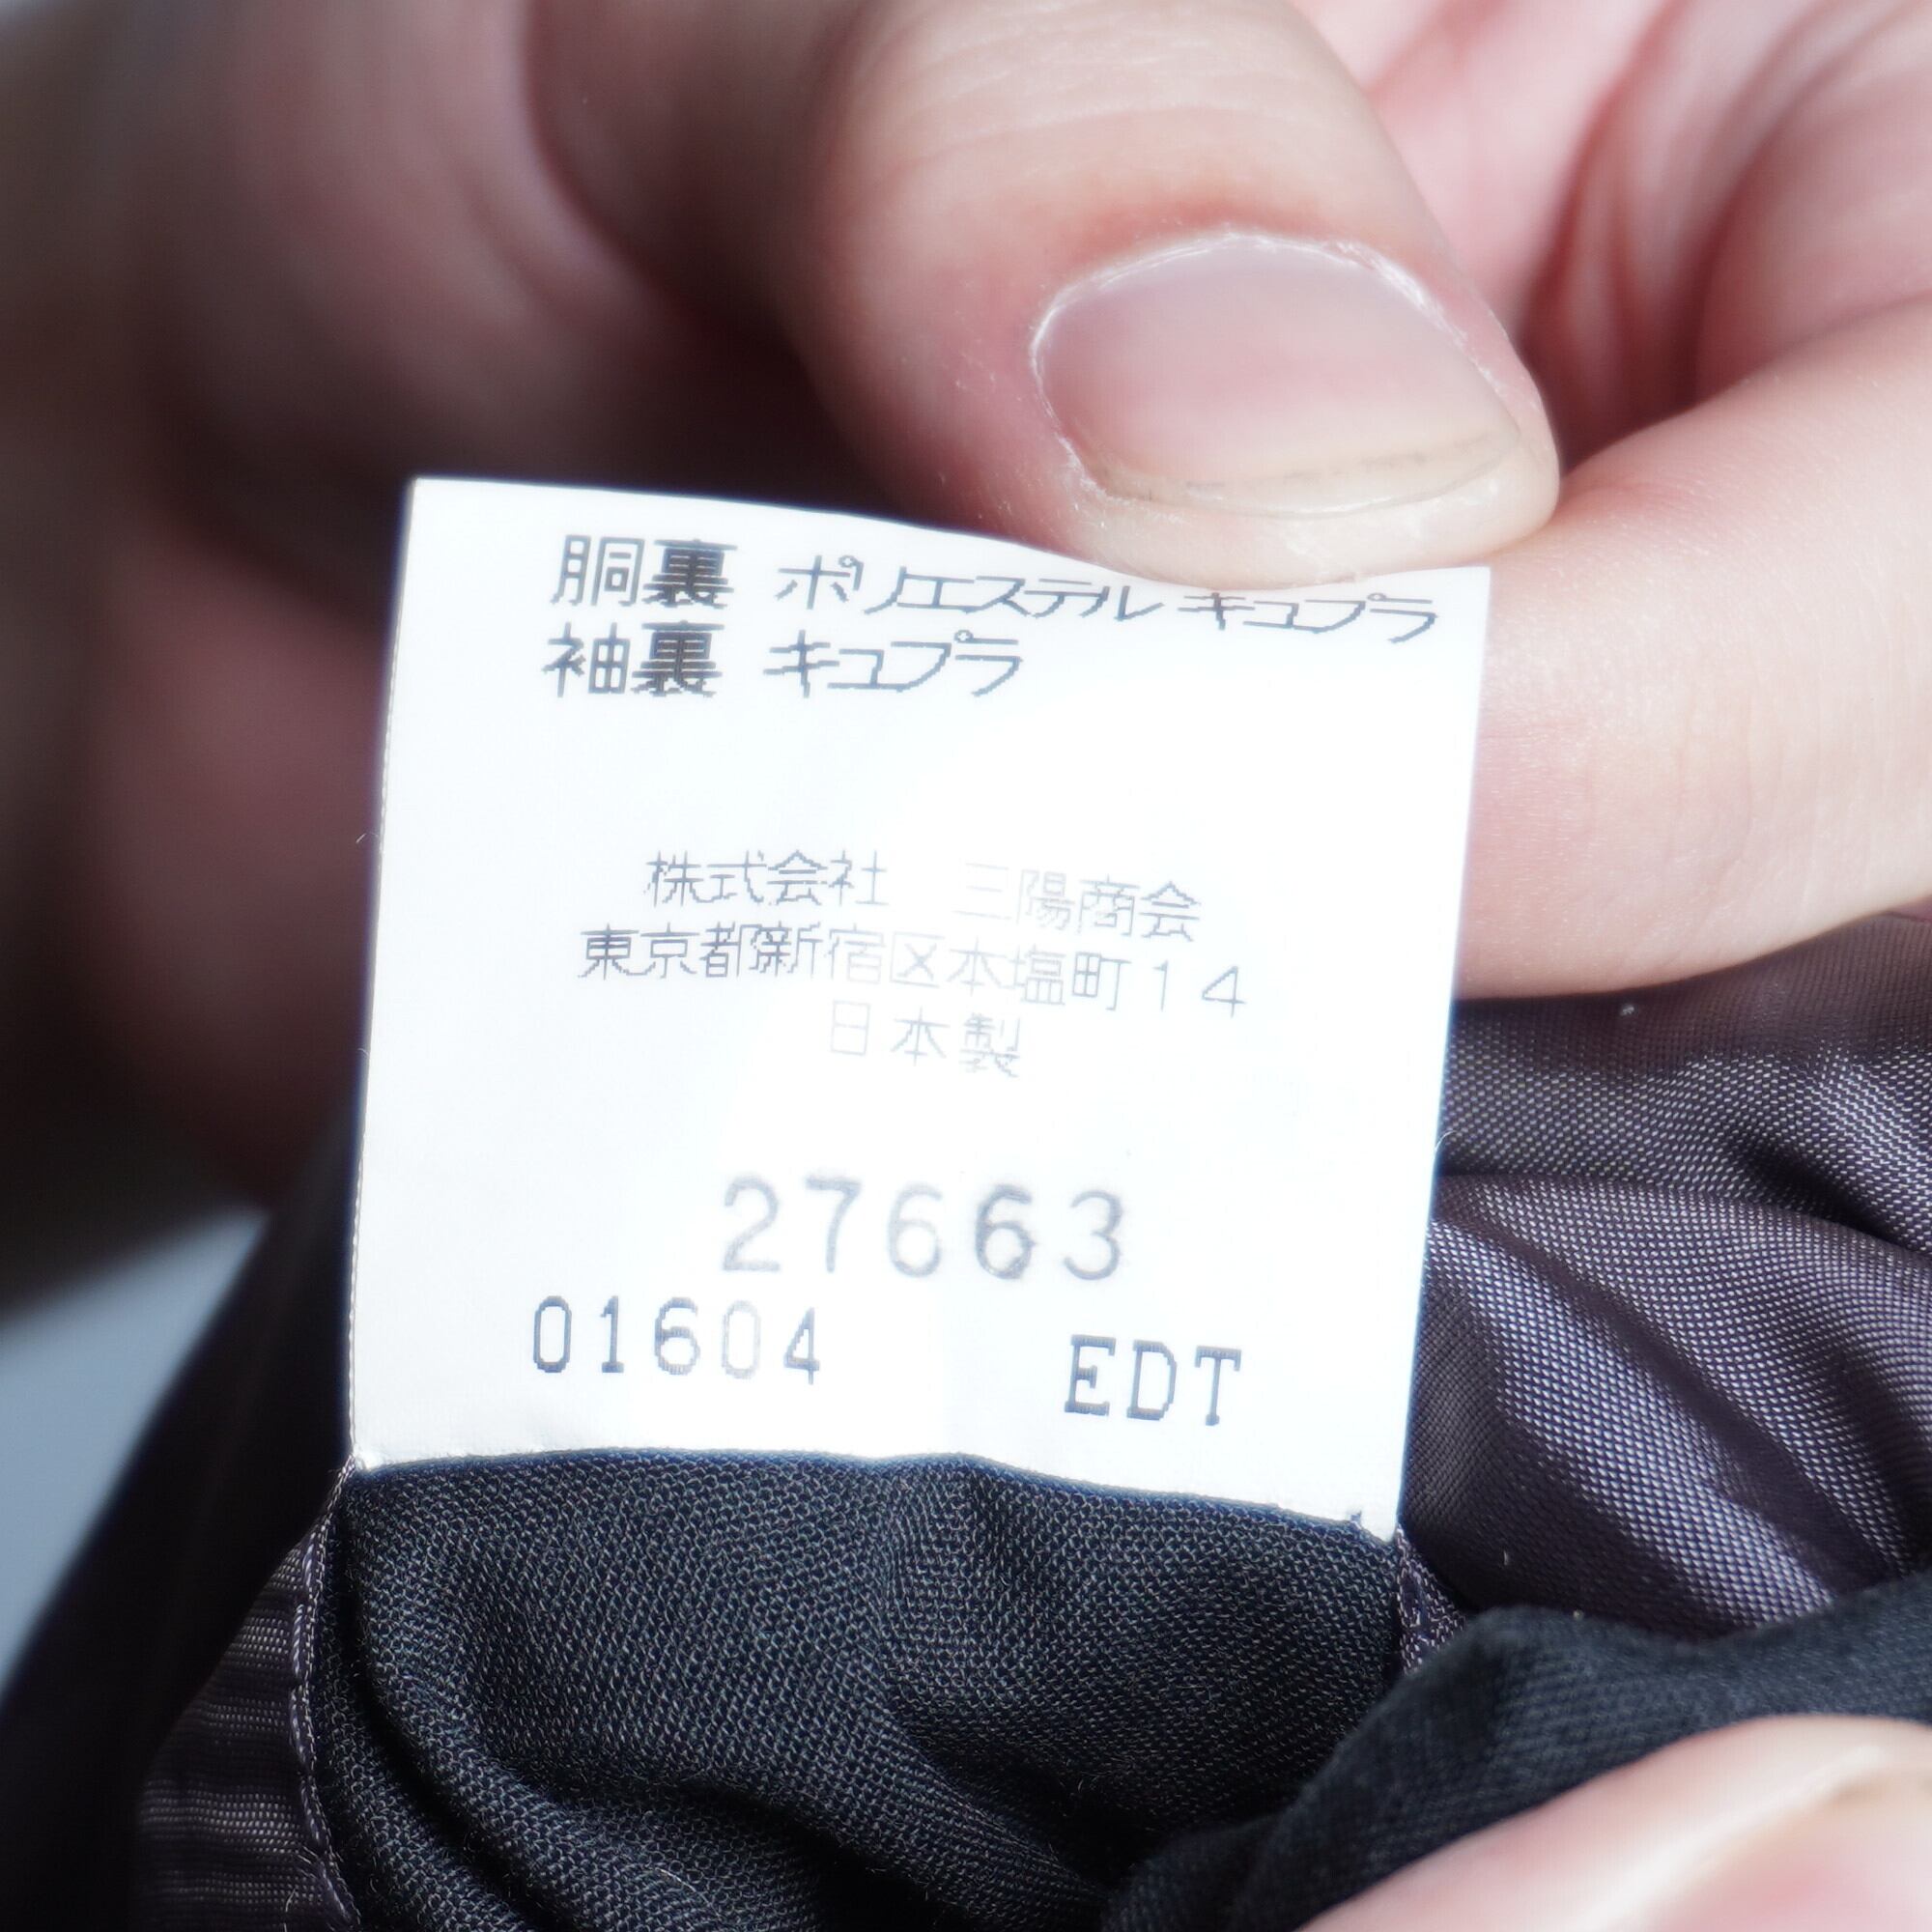 胴裏 ポリエステル キュプラ
袖裏 キュプラ
株式会社 三陽商会
東京都新宿区本塩町14
日本製
27663
01604 EDT